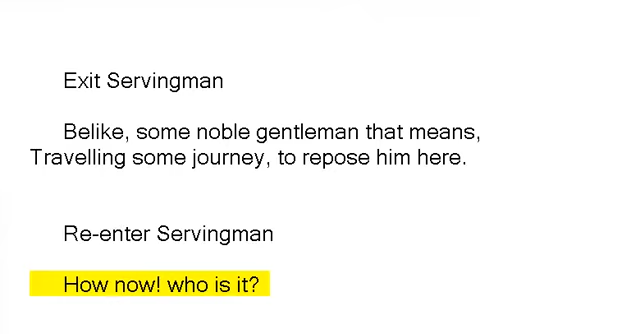 Exit Servingman
Belike, some noble gentleman that means,
Travelling some journey, to repose him here.
Re-enter Servingman
How now! who is it?